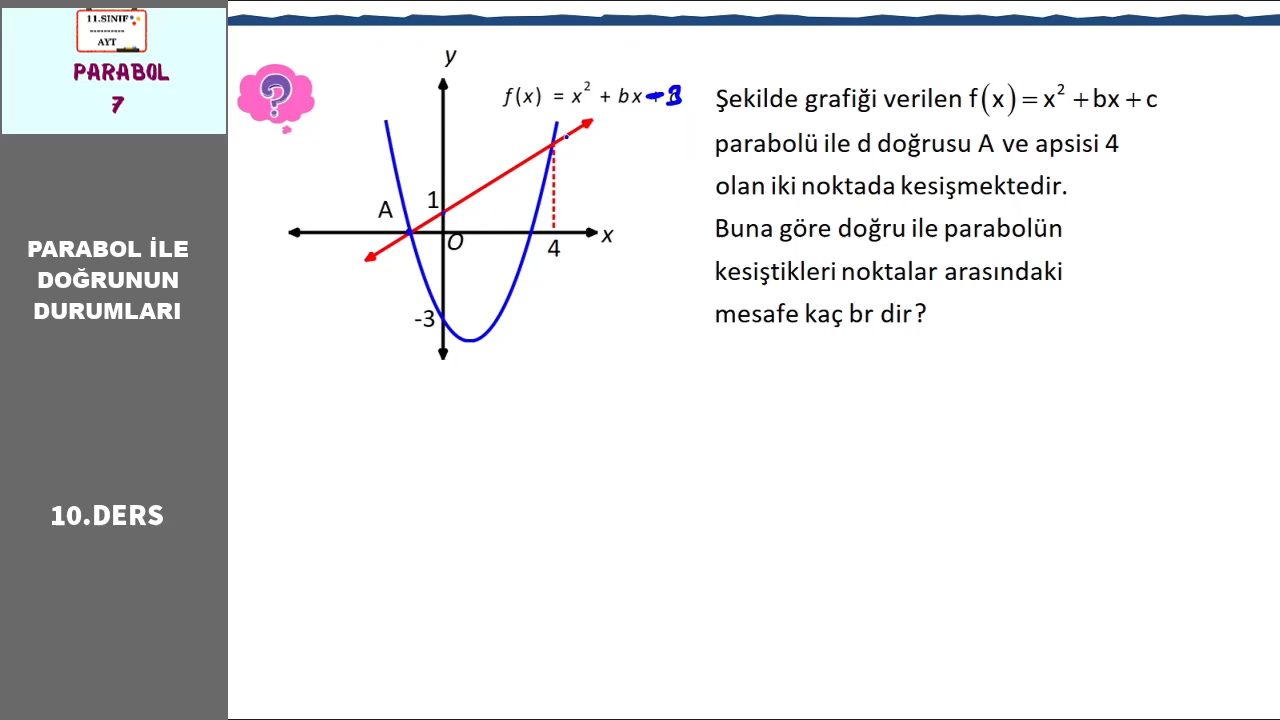 11.SINIF
----------
AYT
PARABOL
7
PARABOL İLE
DOĞRUNUN
DURUMLARI
10.DERS
y
f(x) = x² + bx - 3
A
1
O
x
4
-3
Şekilde grafiği verilen f(x) = x² + bx + c
parabolü ile d doğrusu A ve apsisi 4
olan iki noktada kesişmektedir.
Buna göre doğru ile parabolün
kesiştikleri noktalar arasındaki
mesafe kaç br dir?